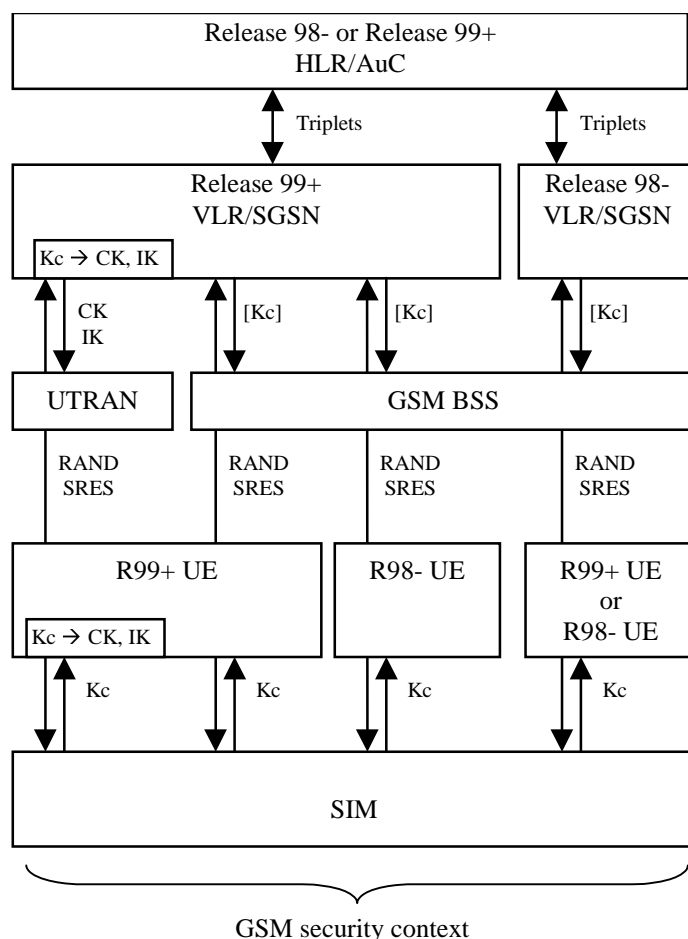 Release 98- or Release 99+
HLR/AuC
Triplets
Triplets
Release 99+
VLR/SGSN
Release 98-
VLR/SGSN
Kc → CK, IK
CK
IK
[Kc]
[Kc]
[Kc]
UTRAN
GSM BSS
RAND
SRES
RAND
SRES
RAND
SRES
RAND
SRES
R99+ UE
R98- UE
R99+ UE
or
R98- UE
Kc → CK, IK
Kc
Kc
Kc
Kc
SIM
GSM security context